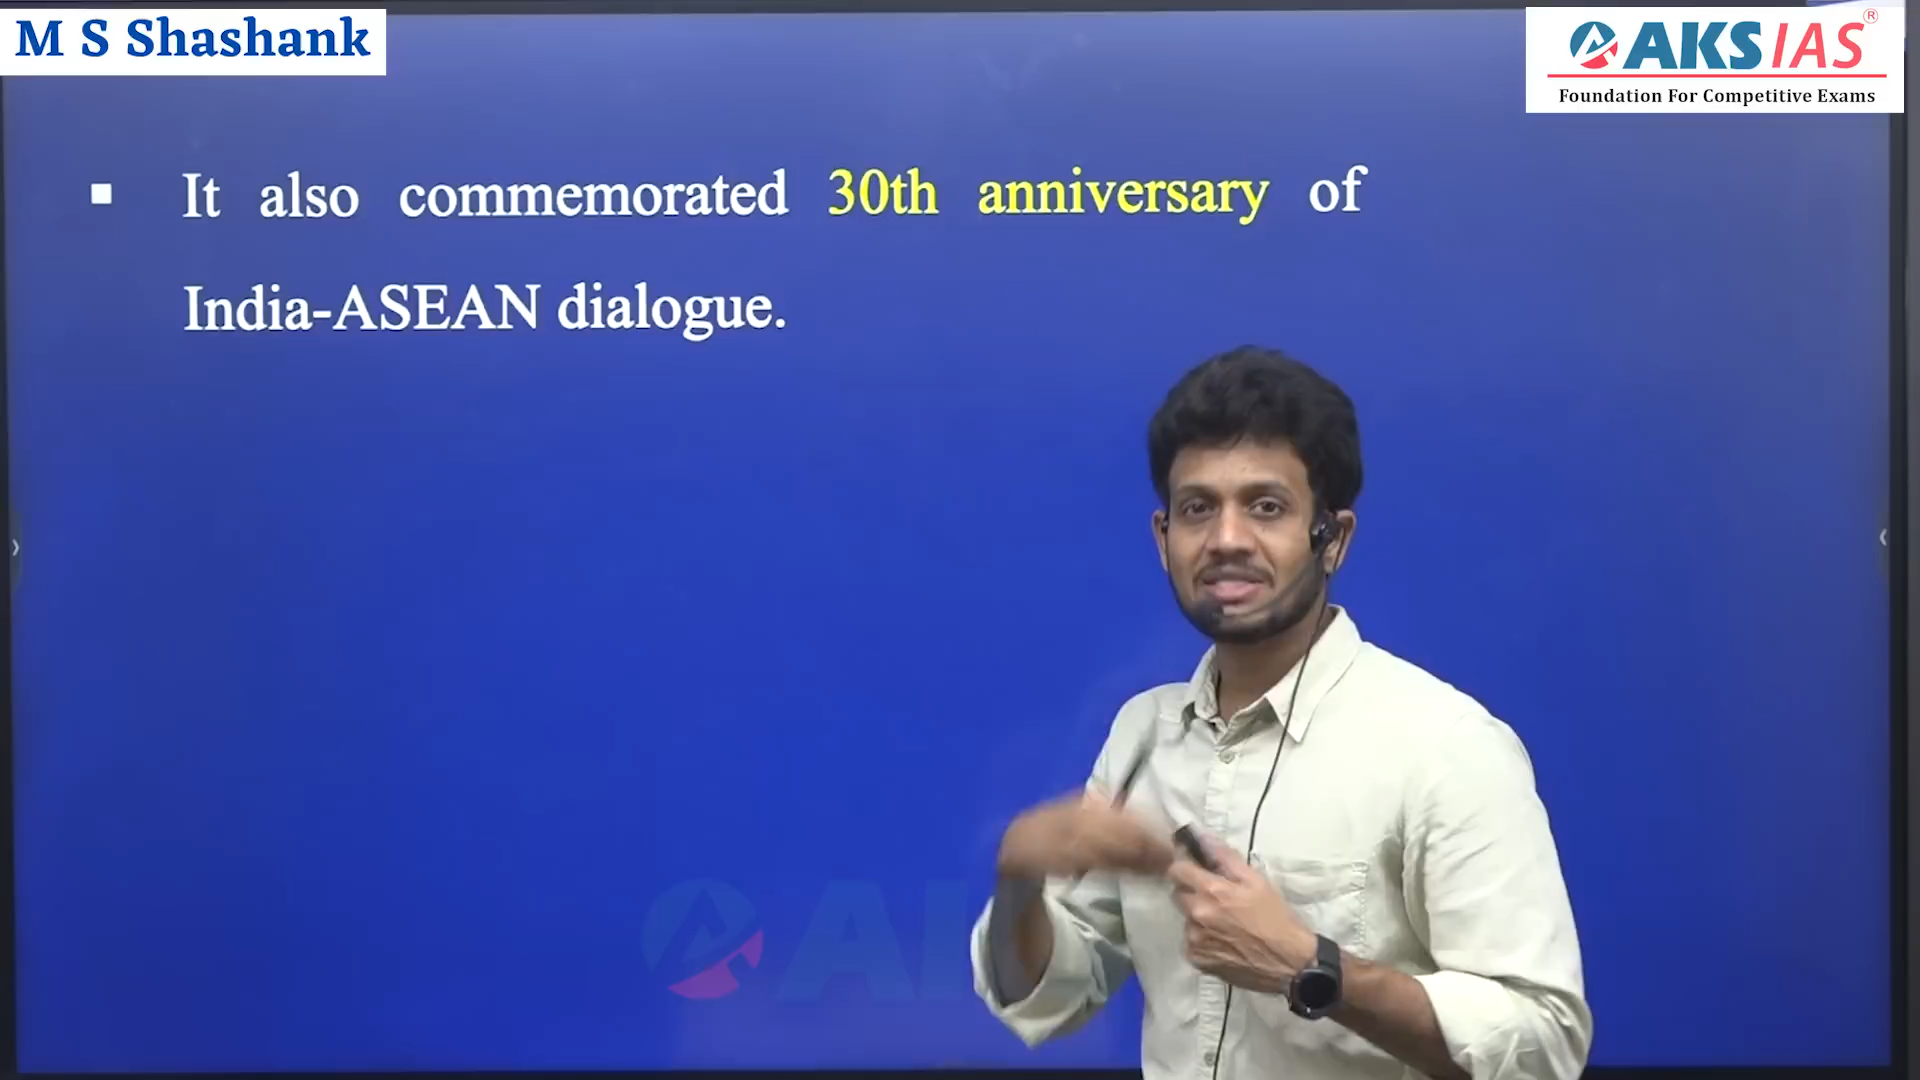 M S Shashank
AKS IAS®
Foundation For Competitive Exams
▪ It also commemorated 30th anniversary of
India-ASEAN dialogue.